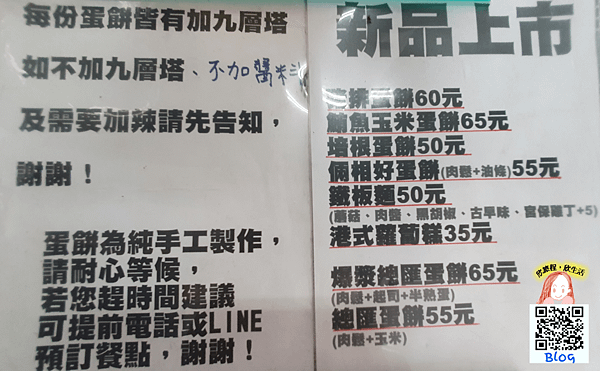 每份蛋餅皆有加九層塔
如不加九層塔、不加醬料
及需要加辣請先告知，
謝謝！
蛋餅為純手工製作，
請耐心等候，
若您趕時間建議
可提前電話或LINE
預訂餐點，謝謝！
新品上市
排蛋餅60元
鮪魚玉米蛋餅65元
培根蛋餅50元
倆相好蛋餅(肉鬆+油條)55元
鐵板麵50元
(蘑菇、肉醬、黑胡椒、古早味、宮保雞丁+5)
港式蘿蔔糕35元
爆漿總匯蛋餅65元
(肉鬆+起司+半熟蛋)
總匯蛋餅55元
(肉鬆+玉米)
悠遊程，欣生活
Blog